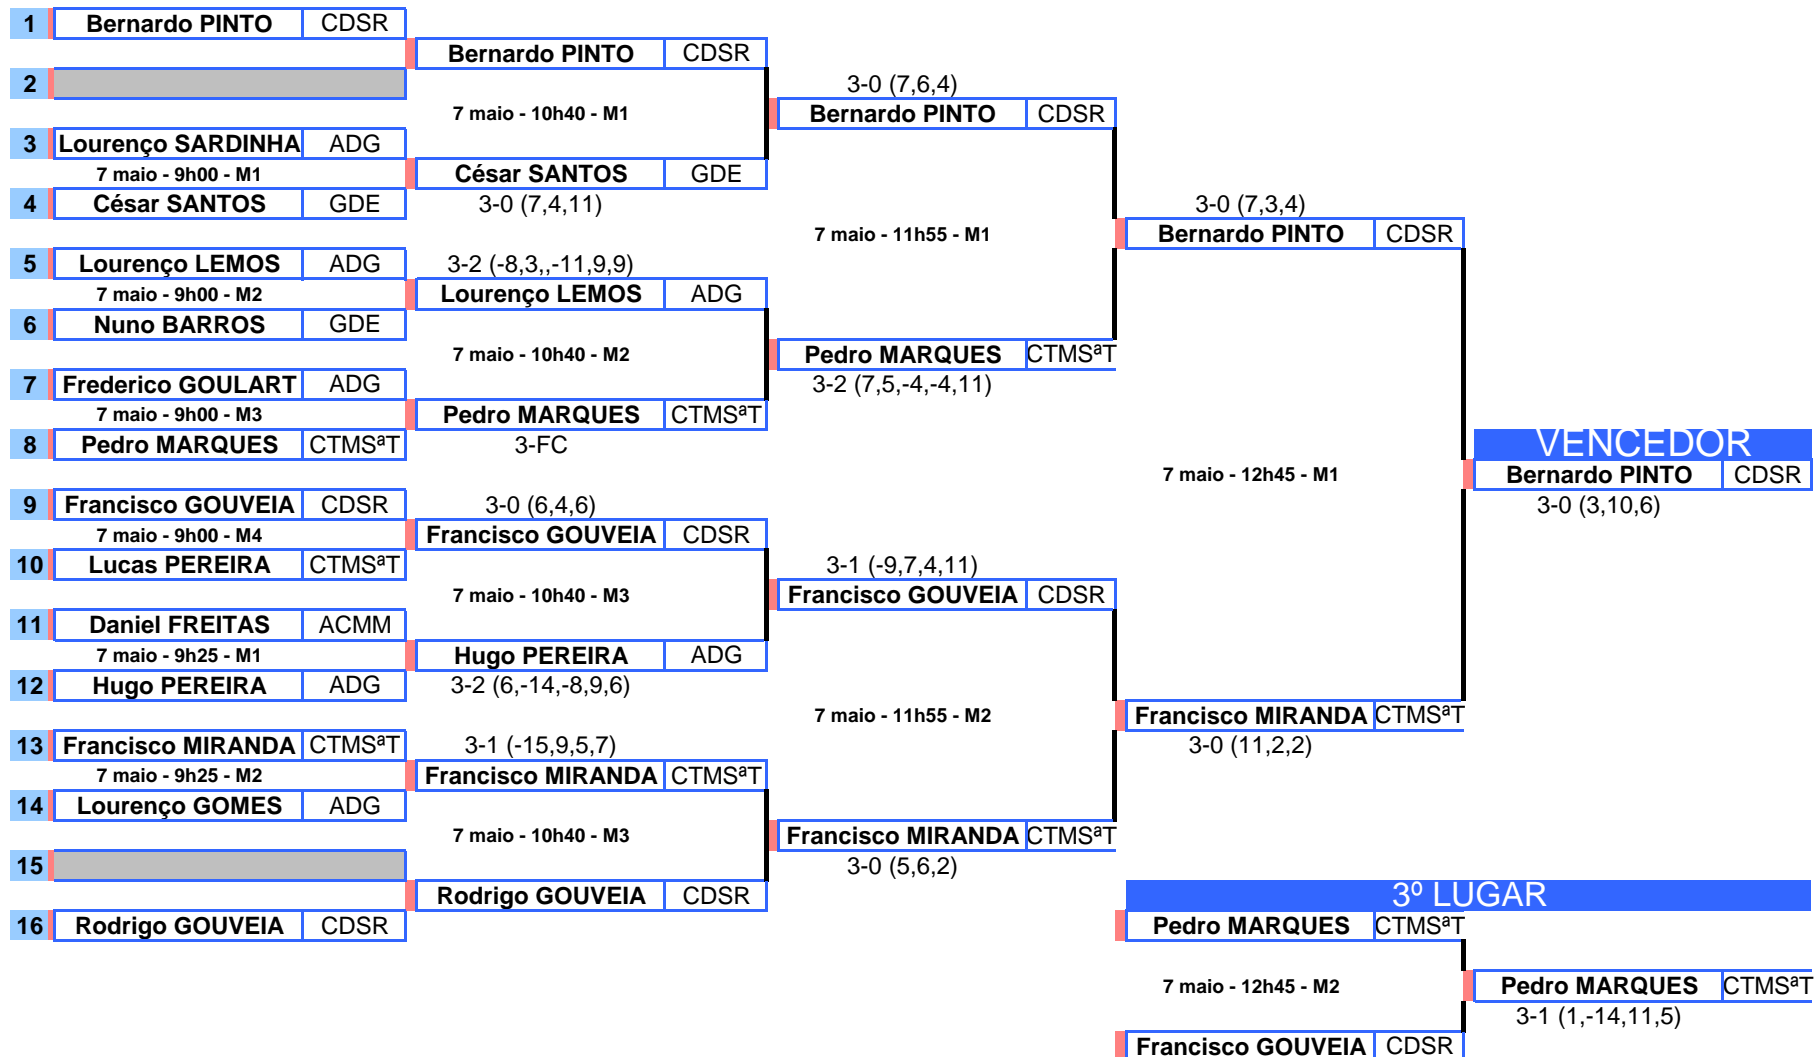 1 Bernardo PINTO CDSR
Bernardo PINTO CDSR
2
3-0 (7,6,4)
7 maio - 10h40 - M1
Bernardo PINTO CDSR
3 Lourenço SARDINHA ADG
7 maio - 9h00 - M1
César SANTOS GDE
4 César SANTOS GDE
3-0 (7,4,11)
3-0 (7,3,4)
7 maio - 11h55 - M1
Bernardo PINTO CDSR
5 Lourenço LEMOS ADG
3-2 (-8,3,,-11,9,9)
7 maio - 9h00 - M2
Lourenço LEMOS ADG
6 Nuno BARROS GDE
7 maio - 10h40 - M2
Pedro MARQUES CTMSªT
7 Frederico GOULART ADG
3-2 (7,5,-4,-4,11)
7 maio - 9h00 - M3
Pedro MARQUES CTMSªT
8 Pedro MARQUES CTMSªT
3-FC
VENCEDOR
7 maio - 12h45 - M1
Bernardo PINTO CDSR
9 Francisco GOUVEIA CDSR
3-0 (6,4,6)
3-0 (3,10,6)
7 maio - 9h00 - M4
Francisco GOUVEIA CDSR
10 Lucas PEREIRA CTMSªT
3-1 (-9,7,4,11)
7 maio - 10h40 - M3
Francisco GOUVEIA CDSR
11 Daniel FREITAS ACMM
7 maio - 9h25 - M1
Hugo PEREIRA ADG
12 Hugo PEREIRA ADG
3-2 (6,-14,-8,9,6)
7 maio - 11h55 - M2
Francisco MIRANDA CTMSªT
13 Francisco MIRANDA CTMSªT
3-1 (-15,9,5,7)
3-0 (11,2,2)
7 maio - 9h25 - M2
Francisco MIRANDA CTMSªT
14 Lourenço GOMES ADG
7 maio - 10h40 - M3
Francisco MIRANDA CTMSªT
15
3-0 (5,6,2)
Rodrigo GOUVEIA CDSR
3º LUGAR
16 Rodrigo GOUVEIA CDSR
Pedro MARQUES CTMSªT
7 maio - 12h45 - M2
Pedro MARQUES CTMSªT
3-1 (1,-14,11,5)
Francisco GOUVEIA CDSR